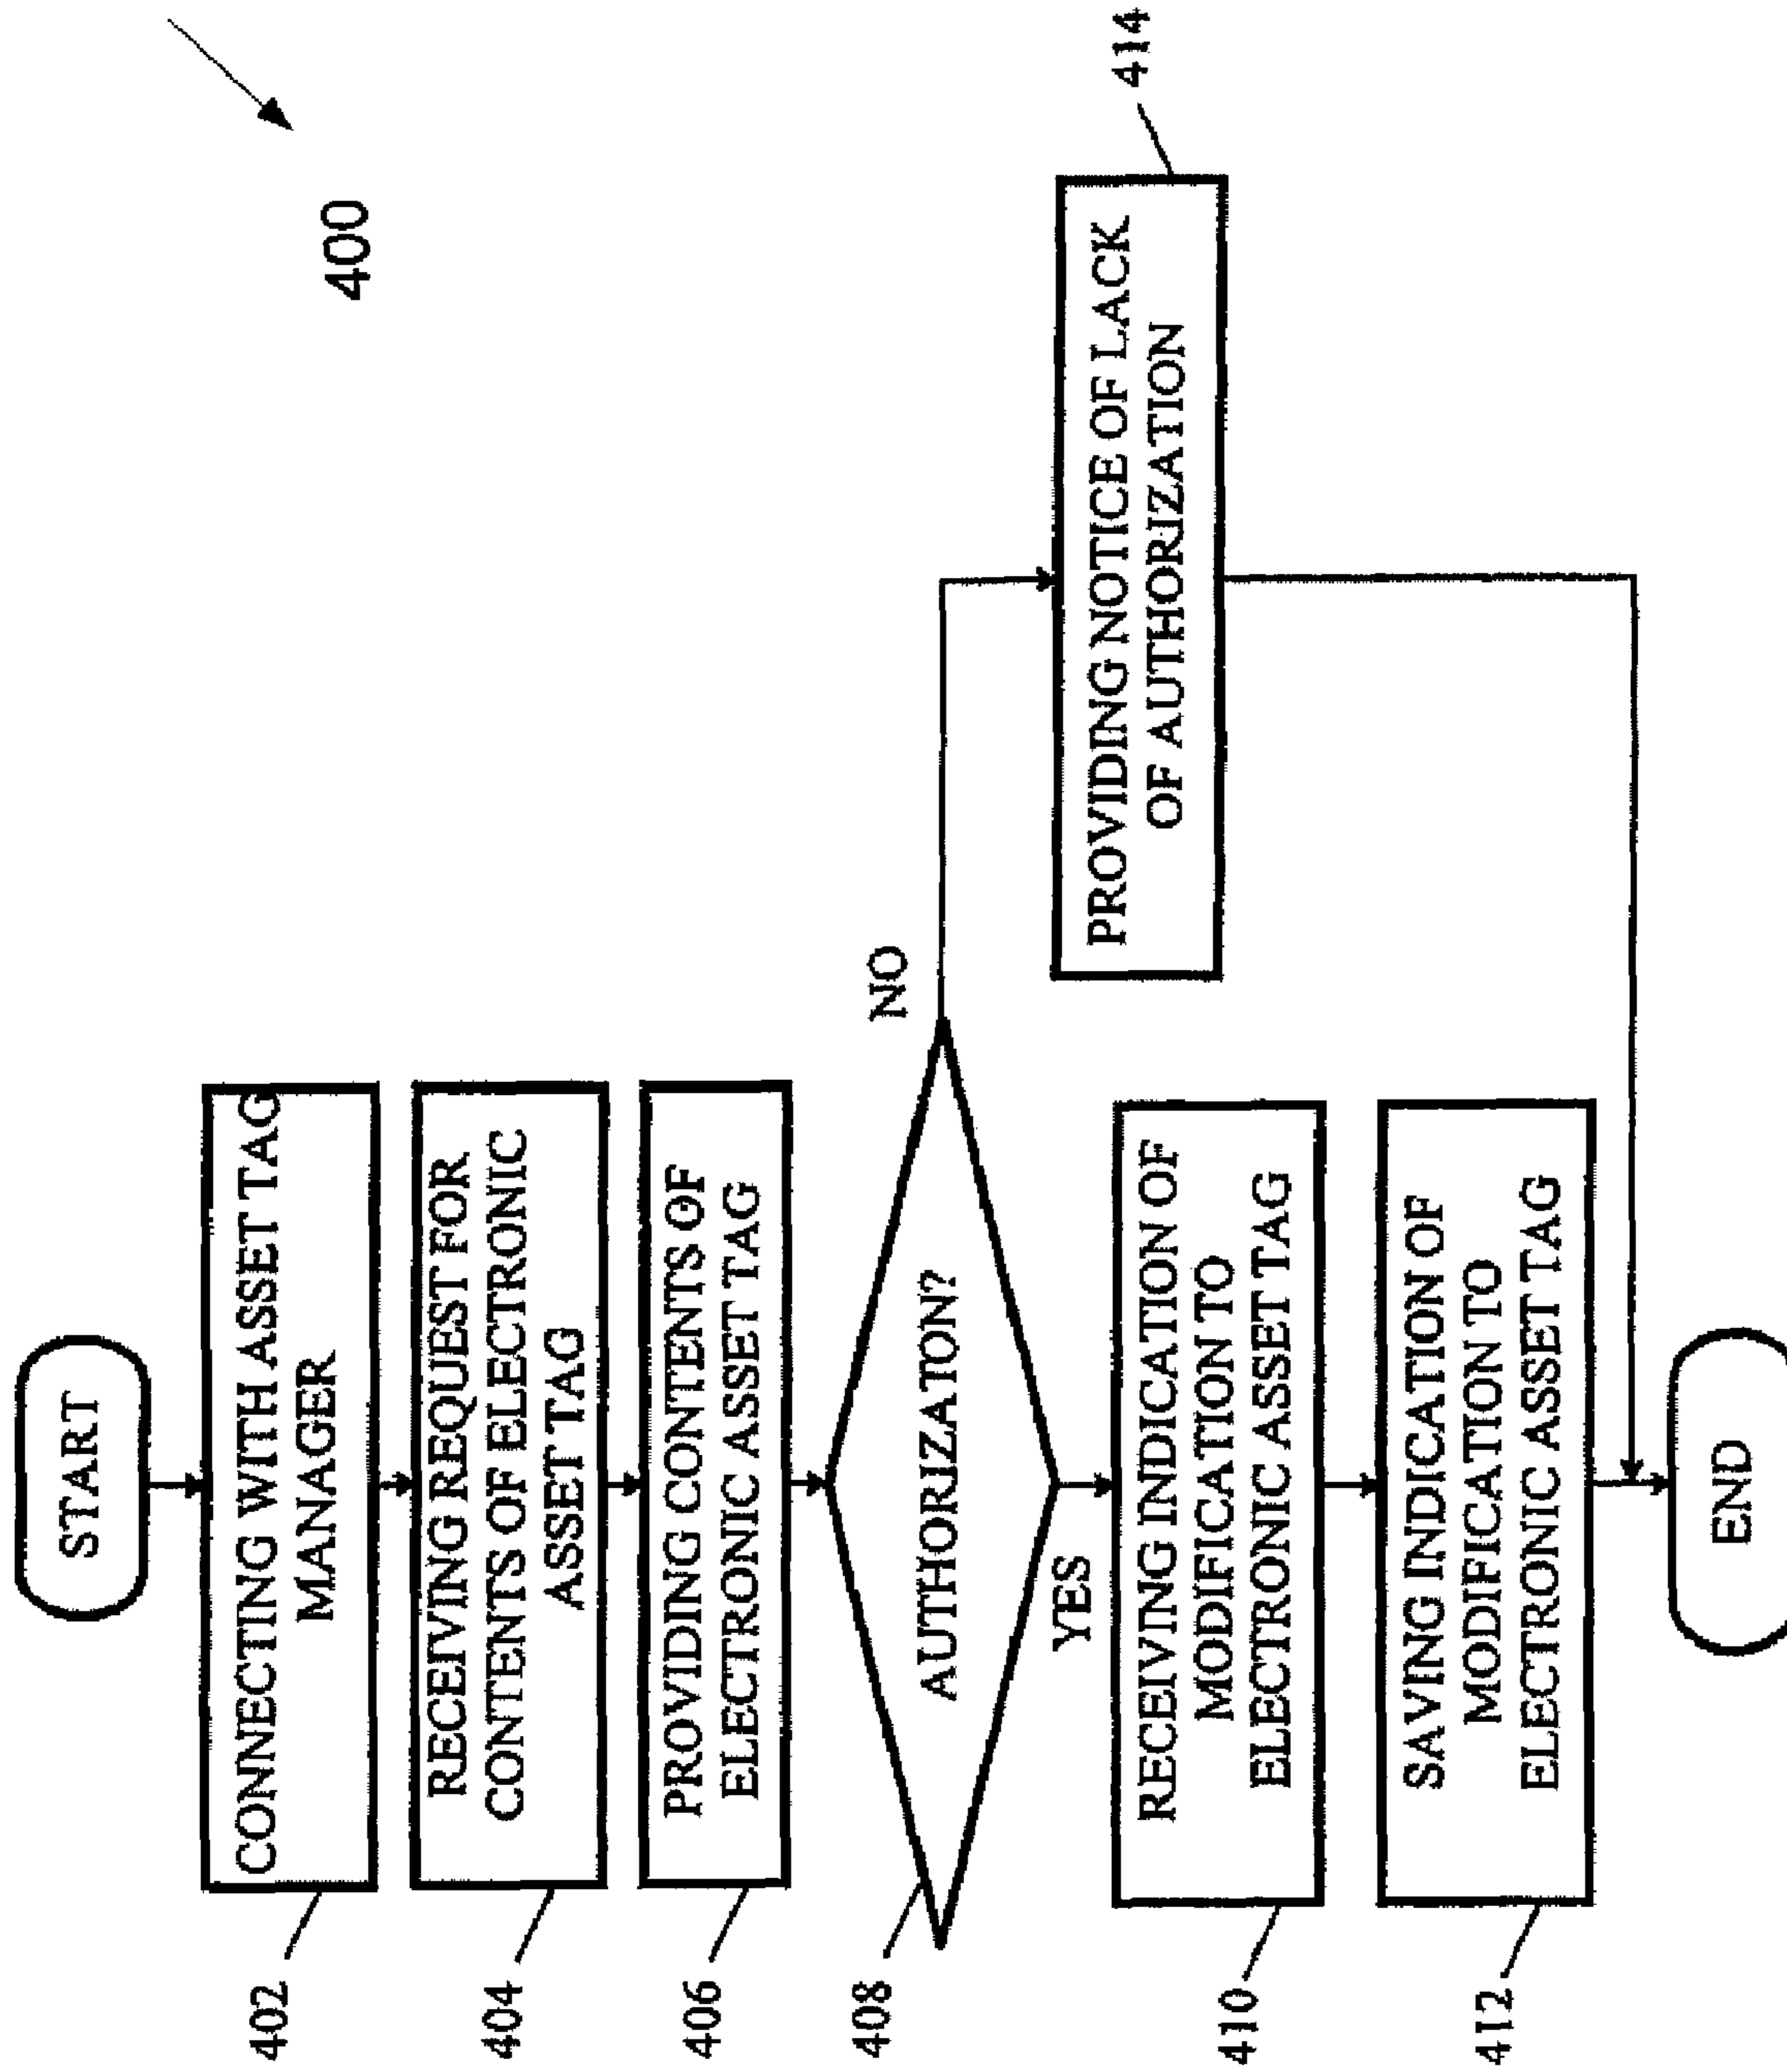 400
START
402
CONNECTING WITH ASSET TAG
MANAGER
404
RECEIVING REQUEST FOR
CONTENTS OF ELECTRONIC
ASSET TAG
406
PROVIDING CONTENTS OF
ELECTRONIC ASSET TAG
408
AUTHORIZATON?
NO
YES
414
PROVIDING NOTICE OF LACK
OF AUTHORIZATION
410
RECEIVING INDICATION OF
MODIFICATION TO
ELECTRONIC ASSET TAG
412
SAVING INDICATION OF
MODIFICATION TO
ELECTRONIC ASSET TAG
END